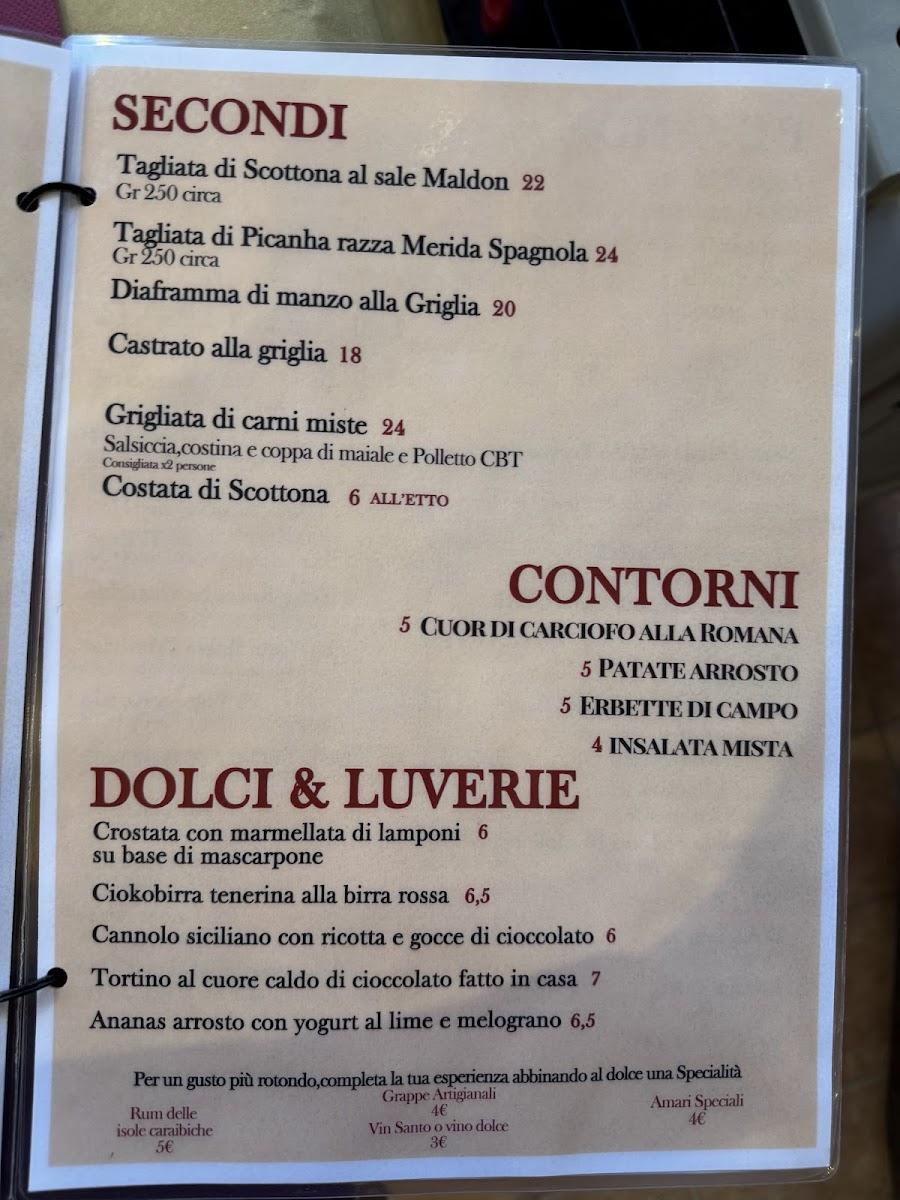 SECONDI
Tagliata di Scottona al sale Maldon 22
Gr 250 circa
Tagliata di Picanha razza Merida Spagnola 24
Gr 250 circa
Diaframma di manzo alla Griglia 20
Castrato alla griglia 18
Grigliata di carni miste 24
Salsiccia,costina e coppa di maiale e Polletto CBT
Consigliata x2 persone
Costata di Scottona 6 ALL'ETTO
CONTORNI
5 CUOR DI CARCIOFO ALLA ROMANA
5 PATATE ARROSTO
5 ERBETTE DI CAMPO
4 INSALATA MISTA
DOLCI & LUVERIE
Crostata con marmellata di lamponi 6
su base di mascarpone
Ciokobirra tenerina alla birra rossa 6,5
Cannolo siciliano con ricotta e gocce di cioccolato 6
Tortino al cuore caldo di cioccolato fatto in casa 7
Ananas arrosto con yogurt al lime e melograno 6,5
Per un gusto più rotondo,completa la tua esperienza abbinando al dolce una Specialità
Rum delle
isole caraibiche
5€
Grappe Artigianali
4€
Vin Santo o vino dolce
3€
Amari Speciali
4€